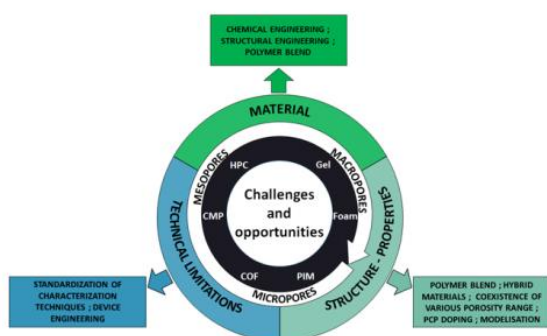 CHEMICAL ENGINEERING ;
STRUCTURAL ENGINEERING ;
POLYMER BLEND
MATERIAL
MESOPORES
MACROPORES
HPC
Gel
CMP
Foam
COF
PIM
Challenges
and
opportunities
MICROPORES
TECHNICAL LIMITATIONS
STRUCTURE - PROPERTIES
STANDARDIZATION OF
CHARACTERIZATION
TECHNIQUES ; DEVICE
ENGINEERING
POLYMER BLEND ; HYBRID
MATERIALS ; COEXISTENCE OF
VARIOUS POROSITY RANGE ;
PCP DOPING ; MODELISATION